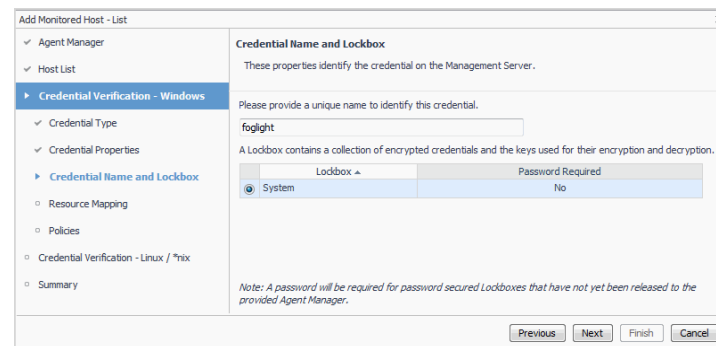 Add Monitored Host - List
Agent Manager
Host List
Credential Verification - Windows
Credential Type
Credential Properties
Credential Name and Lockbox
Resource Mapping
Policies
Credential Verification - Linux / *nix
Summary
Credential Name and Lockbox
These properties identify the credential on the Management Server.
Please provide a unique name to identify this credential.
foglight
A Lockbox contains a collection of encrypted credentials and the keys used for their encryption and decryption.
Lockbox Password Required
System No
Note: A password will be required for password secured Lockboxes that have not yet been released to the
provided Agent Manager.
Previous Next Finish Cancel